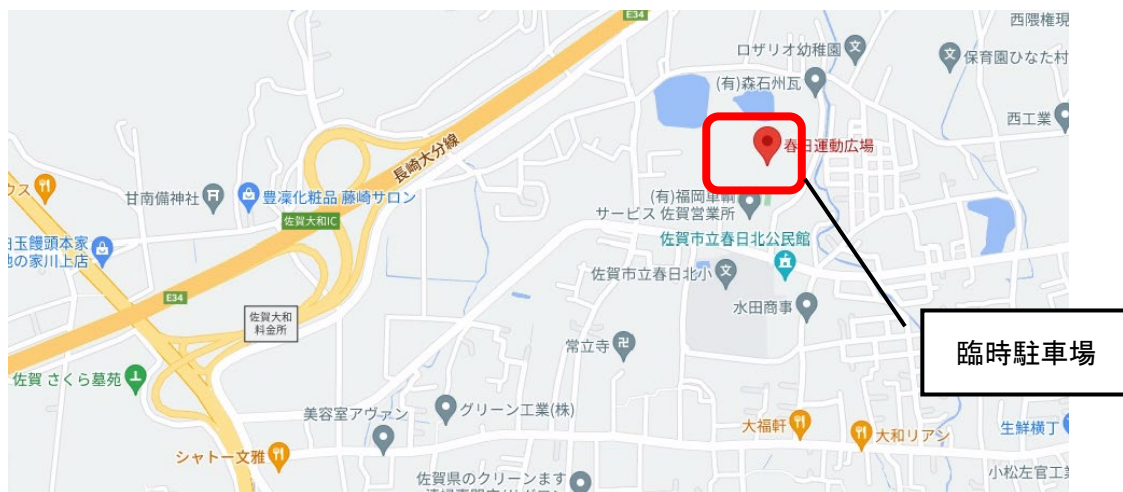 E34
西隈権現
ロザリオ幼稚園
保育園ひなた村
(有)森石州瓦
西工業
春日運動広場
長崎大分線
甘南備神社
豊凜化粧品 藤崎サロン
(有)福岡車輌
サービス 佐賀営業所
佐賀大和IC
佐賀市立春日北公民館
玉饅頭本家
の家川上店
佐賀市立春日北小
文
E34
水田商事
佐賀大和
料金所
臨時駐車場
常立寺
佐賀 さくら墓苑
美容室アヴァン
グリーン工業(株)
大福軒
大和リアン
生鮮横丁
シャトー文雅
佐賀県のクリーンます
小松左官工